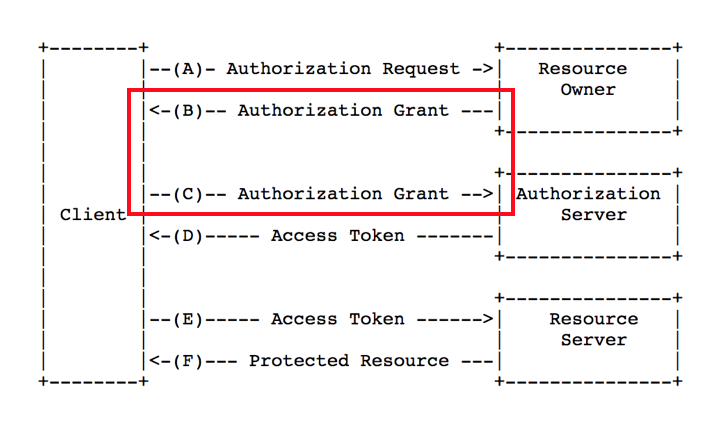 +--------+                               +---------------+
|        |--(A)- Authorization Request ->|   Resource    |
|        |                               |     Owner     |
|        |<-(B)-- Authorization Grant ---|               |
|        |                               +---------------+
|        |
|        |                               +---------------+
|        |--(C)-- Authorization Grant -->| Authorization |
| Client |                               |     Server    |
|        |<-(D)----- Access Token -------|               |
|        |                               +---------------+
|        |
|        |                               +---------------+
|        |--(E)----- Access Token ------>|    Resource   |
|        |                               |     Server    |
|        |<-(F)--- Protected Resource ---|               |
+--------+                               +---------------+